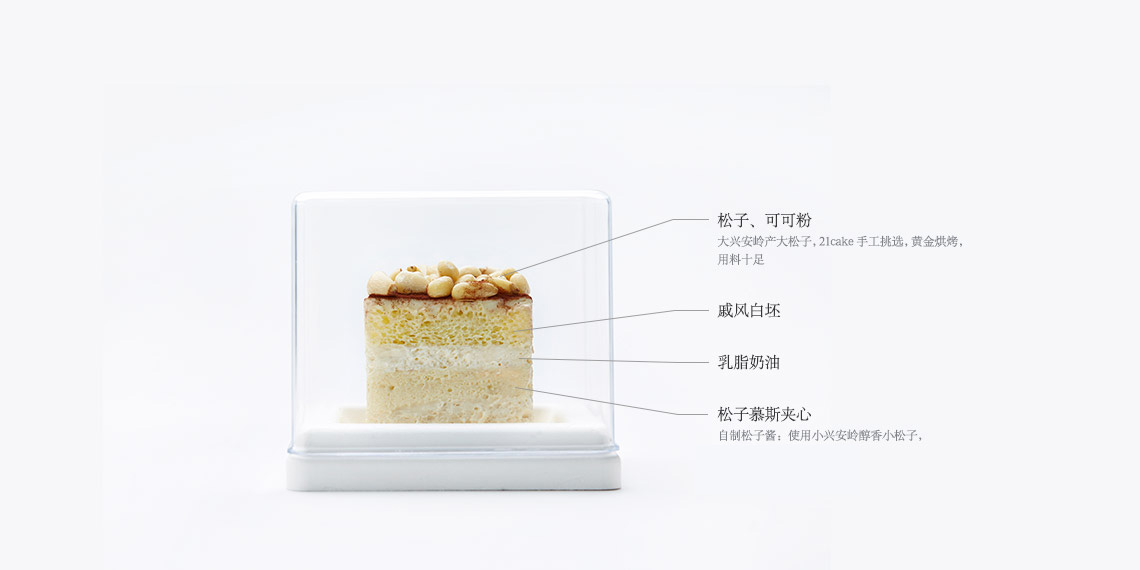 松子、可可粉
大兴安岭产大松子, 21cake 手工挑选, 黄金烘烤,
用料十足
戚风白坯
乳脂奶油
松子慕斯夹心
自制松子酱；使用小兴安岭醇香小松子,